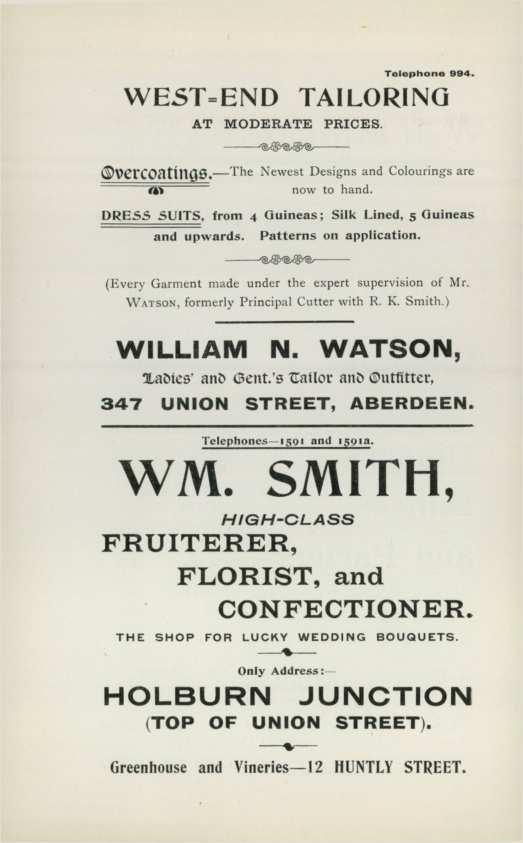 Telephone 994.
WEST=END TAILORING
AT MODERATE PRICES.
Overcoatings.—The Newest Designs and Colourings are
now to hand.
DRESS SUITS, from 4 Guineas; Silk Lined, 5 Guineas
and upwards. Patterns on application.
(Every Garment made under the expert supervision of Mr.
WATSON, formerly Principal Cutter with R. K. Smith.)
WILLIAM N. WATSON,
Ladies' and Gent.'s Tailor and Outfitter,
347 UNION STREET, ABERDEEN.
Telephones—1591 and 1591a.
WM. SMITH,
HIGH-CLASS
FRUITERER,
FLORIST, and
CONFECTIONER.
THE SHOP FOR LUCKY WEDDING BOUQUETS.
Only Address:—
HOLBURN JUNCTION
(TOP OF UNION STREET).
Greenhouse and Vineries—12 HUNTLY STREET.